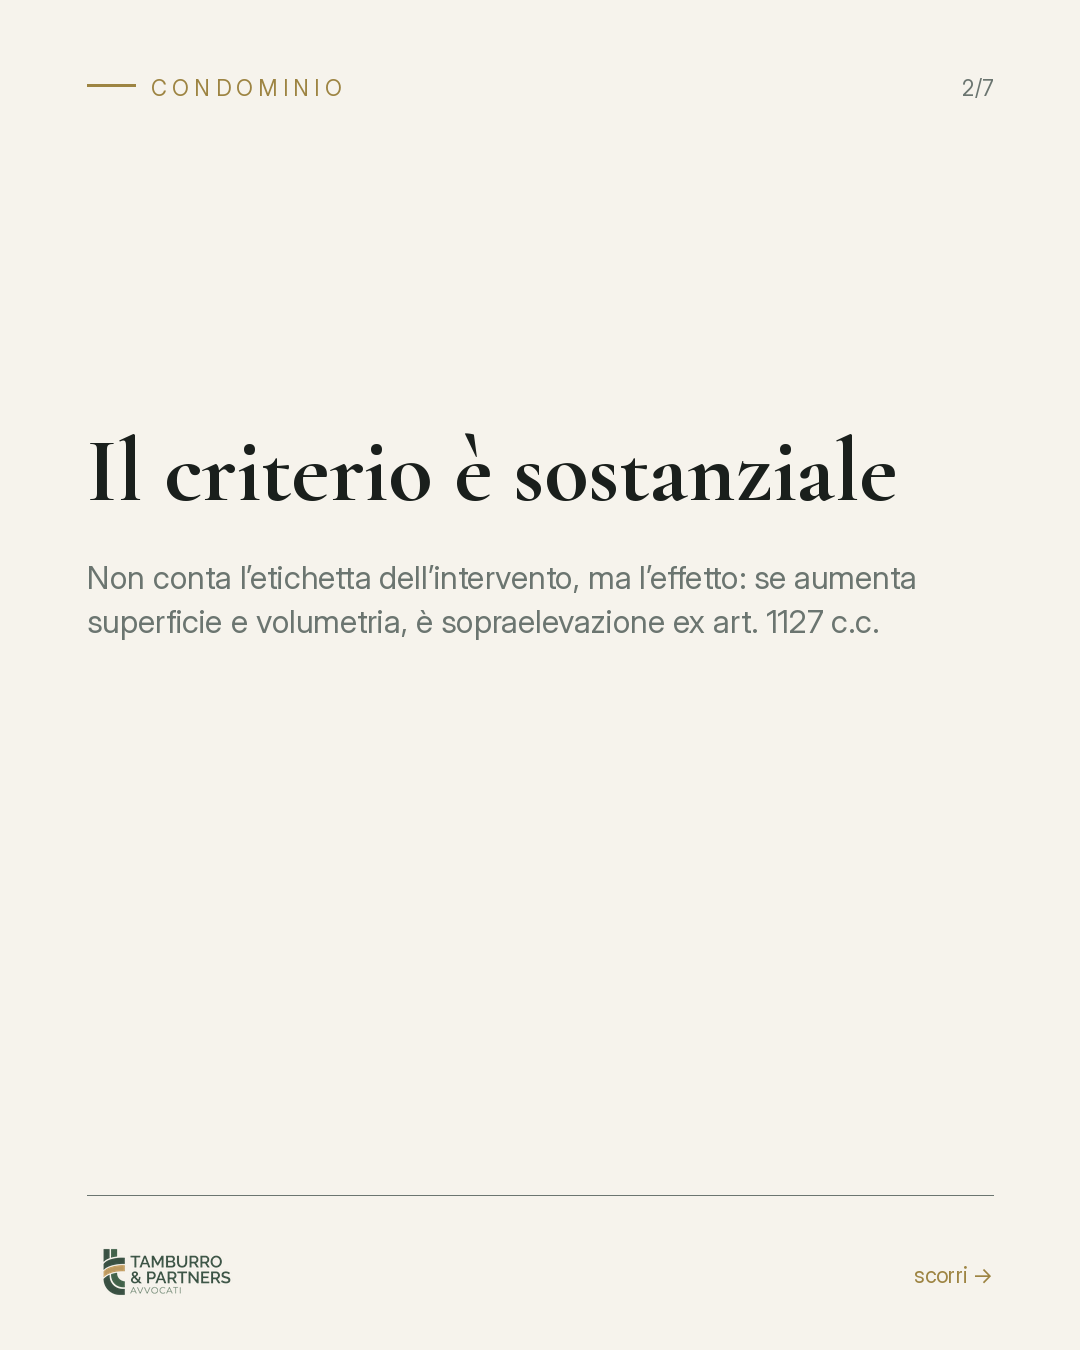 CONDOMINIO
2/7
Il criterio è sostanziale
Non conta l’etichetta dell’intervento, ma l’effetto: se aumenta
superficie e volumetria, è sopraelevazione ex art. 1127 c.c.
TAMBURRO
& PARTNERS
AVVOCATI
scorri →